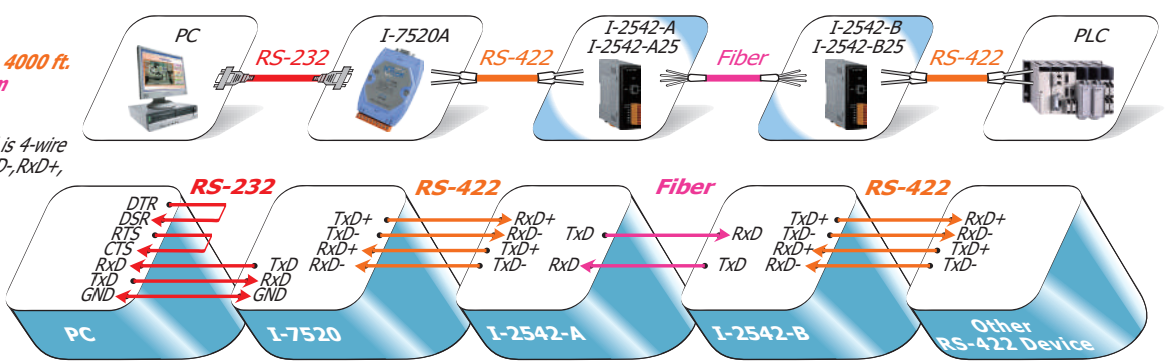 PC
I-7520A
I-2542-A
I-2542-A25
I-2542-B
I-2542-B25
PLC
4000 ft.
m
RS-232
RS-422
Fiber
RS-422
is 4-wire
D-,RxD+,
RS-232
RS-422
Fiber
RS-422
DTR
DSR
RTS
CTS
RxD
TxD
GND
TxD
RxD
GND
TxD+
TxD-
RxD+
RxD-
RxD+
RxD-
TxD+
TxD-
TxD
RxD
RxD
TxD
TxD+
TxD-
RxD+
RxD-
RxD+
RxD-
TxD+
TxD-
PC
I-7520
I-2542-A
I-2542-B
Other
RS-422 Device